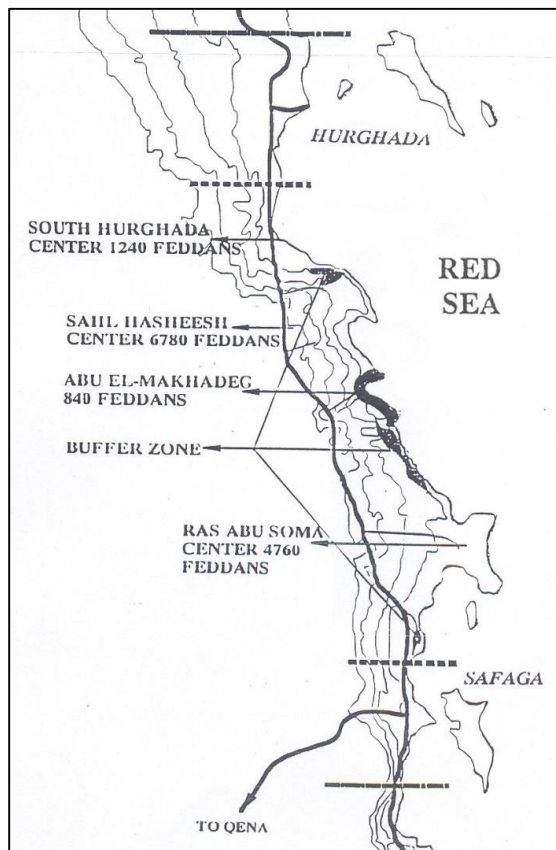 HURGHADA
SOUTH HURGHADA
CENTER 1240 FEDDANS
RED
SEA
SAHL HASHEESH
CENTER 6780 FEDDANS
ABU EL-MAKHADEG
840 FEDDANS
BUFFER ZONE
RAS ABU SOMA
CENTER 4760
FEDDANS
SAFAGA
TO QENA